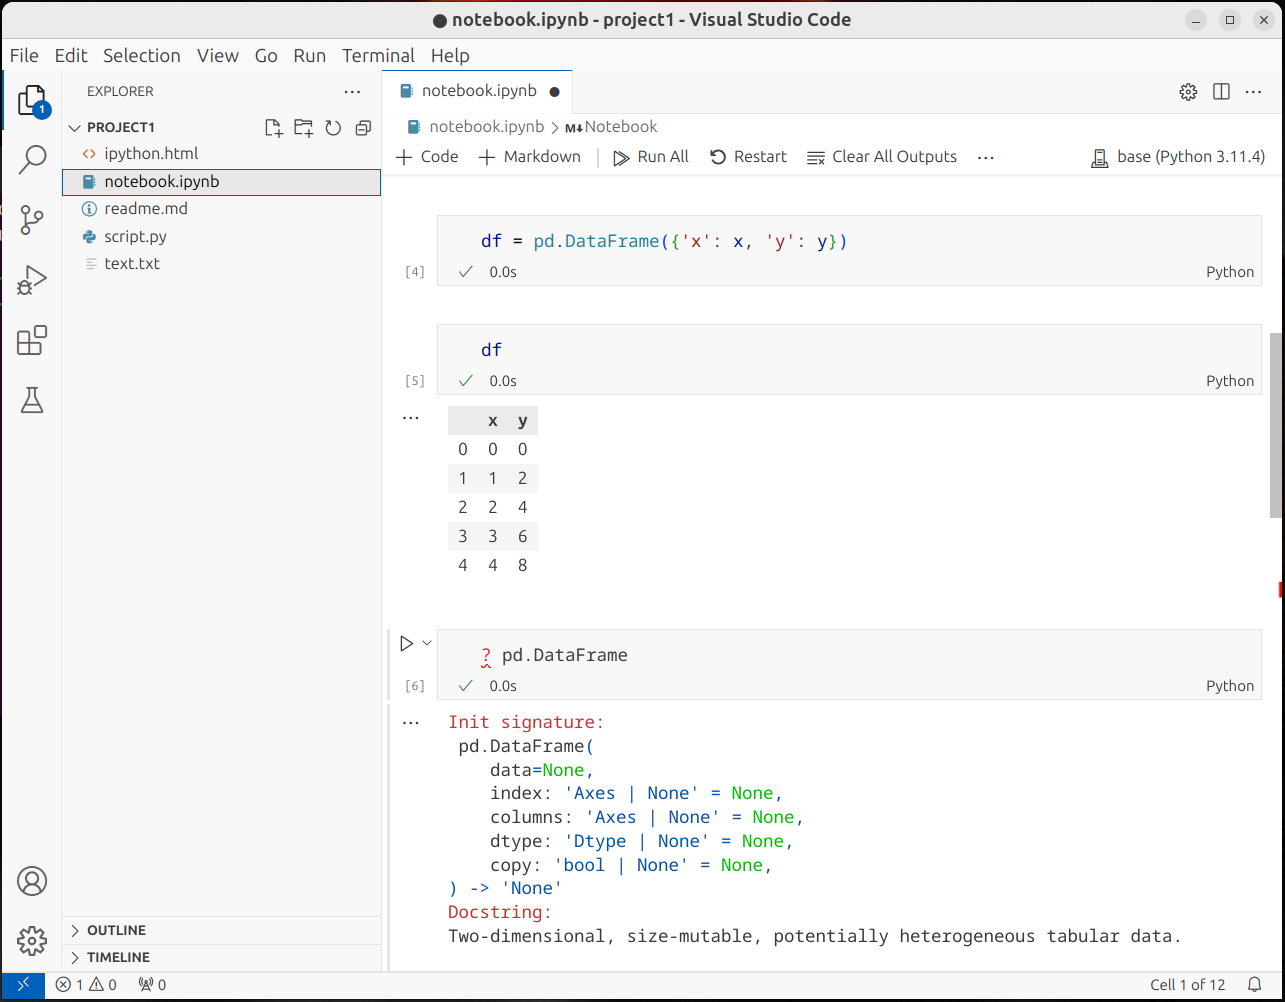 notebook.ipynb - project1 - Visual Studio Code
File Edit Selection View Go Run Terminal Help
1
EXPLORER
PROJECT1
ipython.html
notebook.ipynb
readme.md
script.py
text.txt
OUTLINE
TIMELINE
notebook.ipynb
notebook.ipynb > M↓Notebook
+ Code + Markdown | Run All Restart Clear All Outputs ... base (Python 3.11.4)
df = pd.DataFrame({'x': x, 'y': y})
[4] ✓ 0.0s Python
df
[5] ✓ 0.0s Python
x y
0 0 0
1 1 2
2 2 4
3 3 6
4 4 8
? pd.DataFrame
[6] ✓ 0.0s Python
Init signature:
pd.DataFrame(
data=None,
index: 'Axes | None' = None,
columns: 'Axes | None' = None,
dtype: 'Dtype | None' = None,
copy: 'bool | None' = None,
) -> 'None'
Docstring:
Two-dimensional, size-mutable, potentially heterogeneous tabular data.
1 0 0 Cell 1 of 12